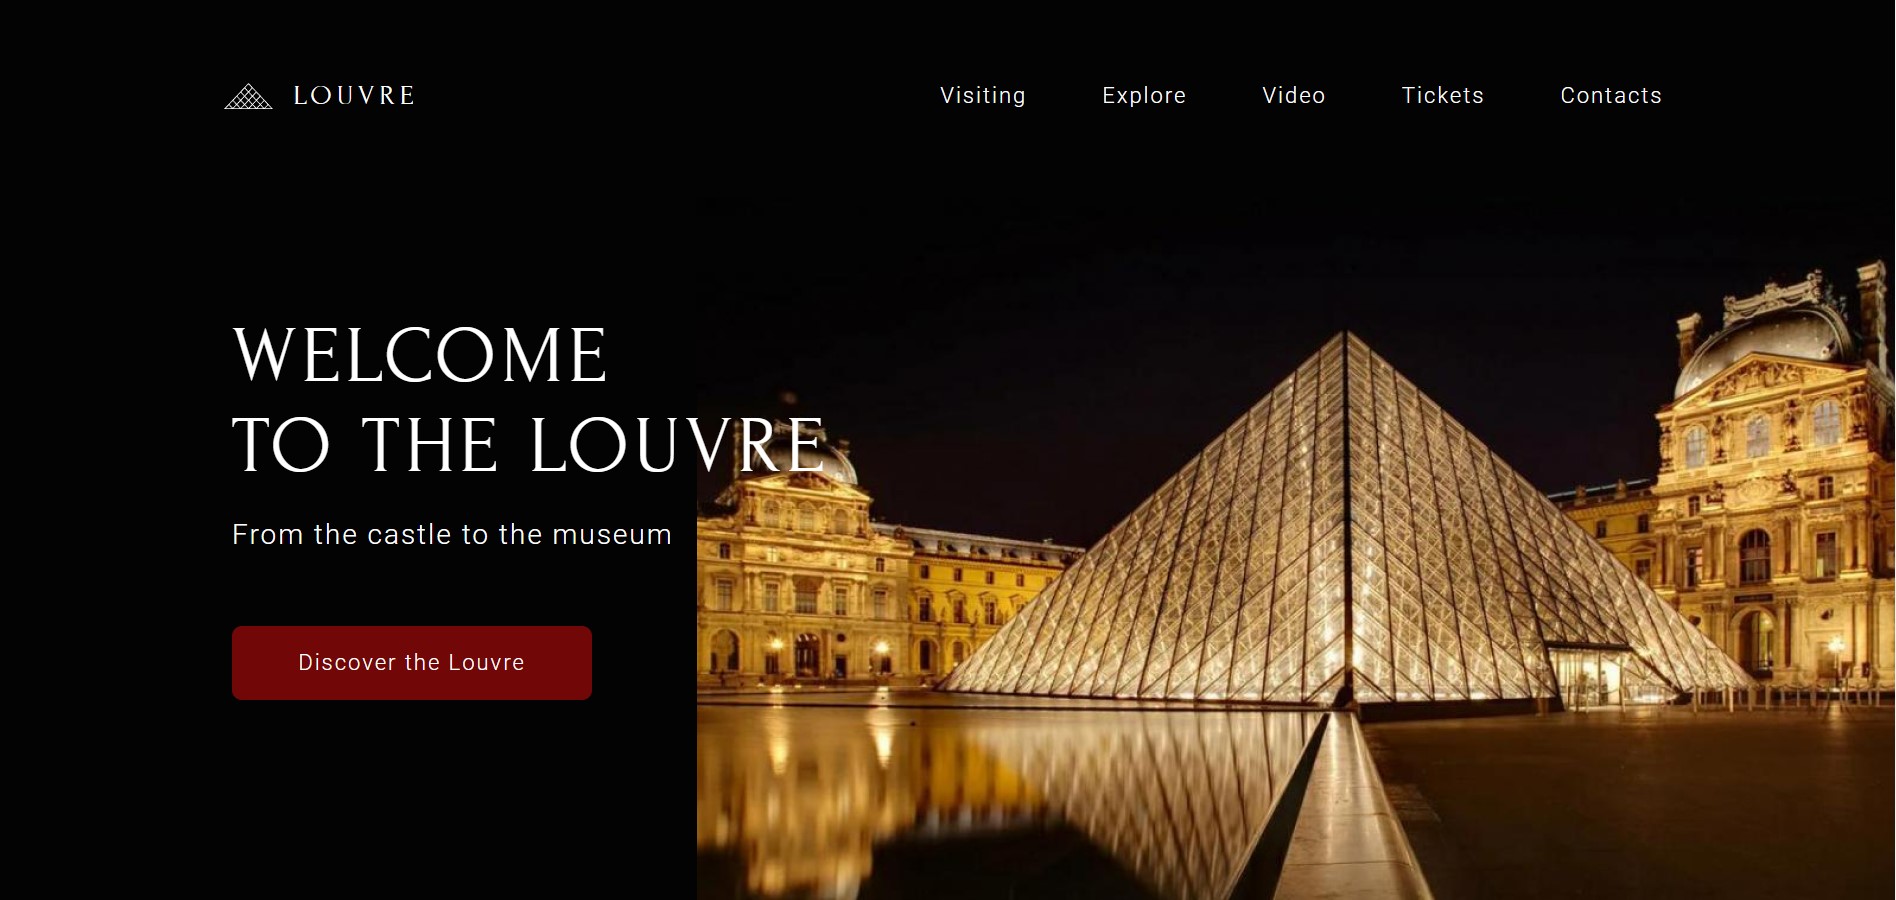 LOUVRE
Visiting
Explore
Video
Tickets
Contacts
WELCOME
TO THE LOUVRE
From the castle to the museum
Discover the Louvre